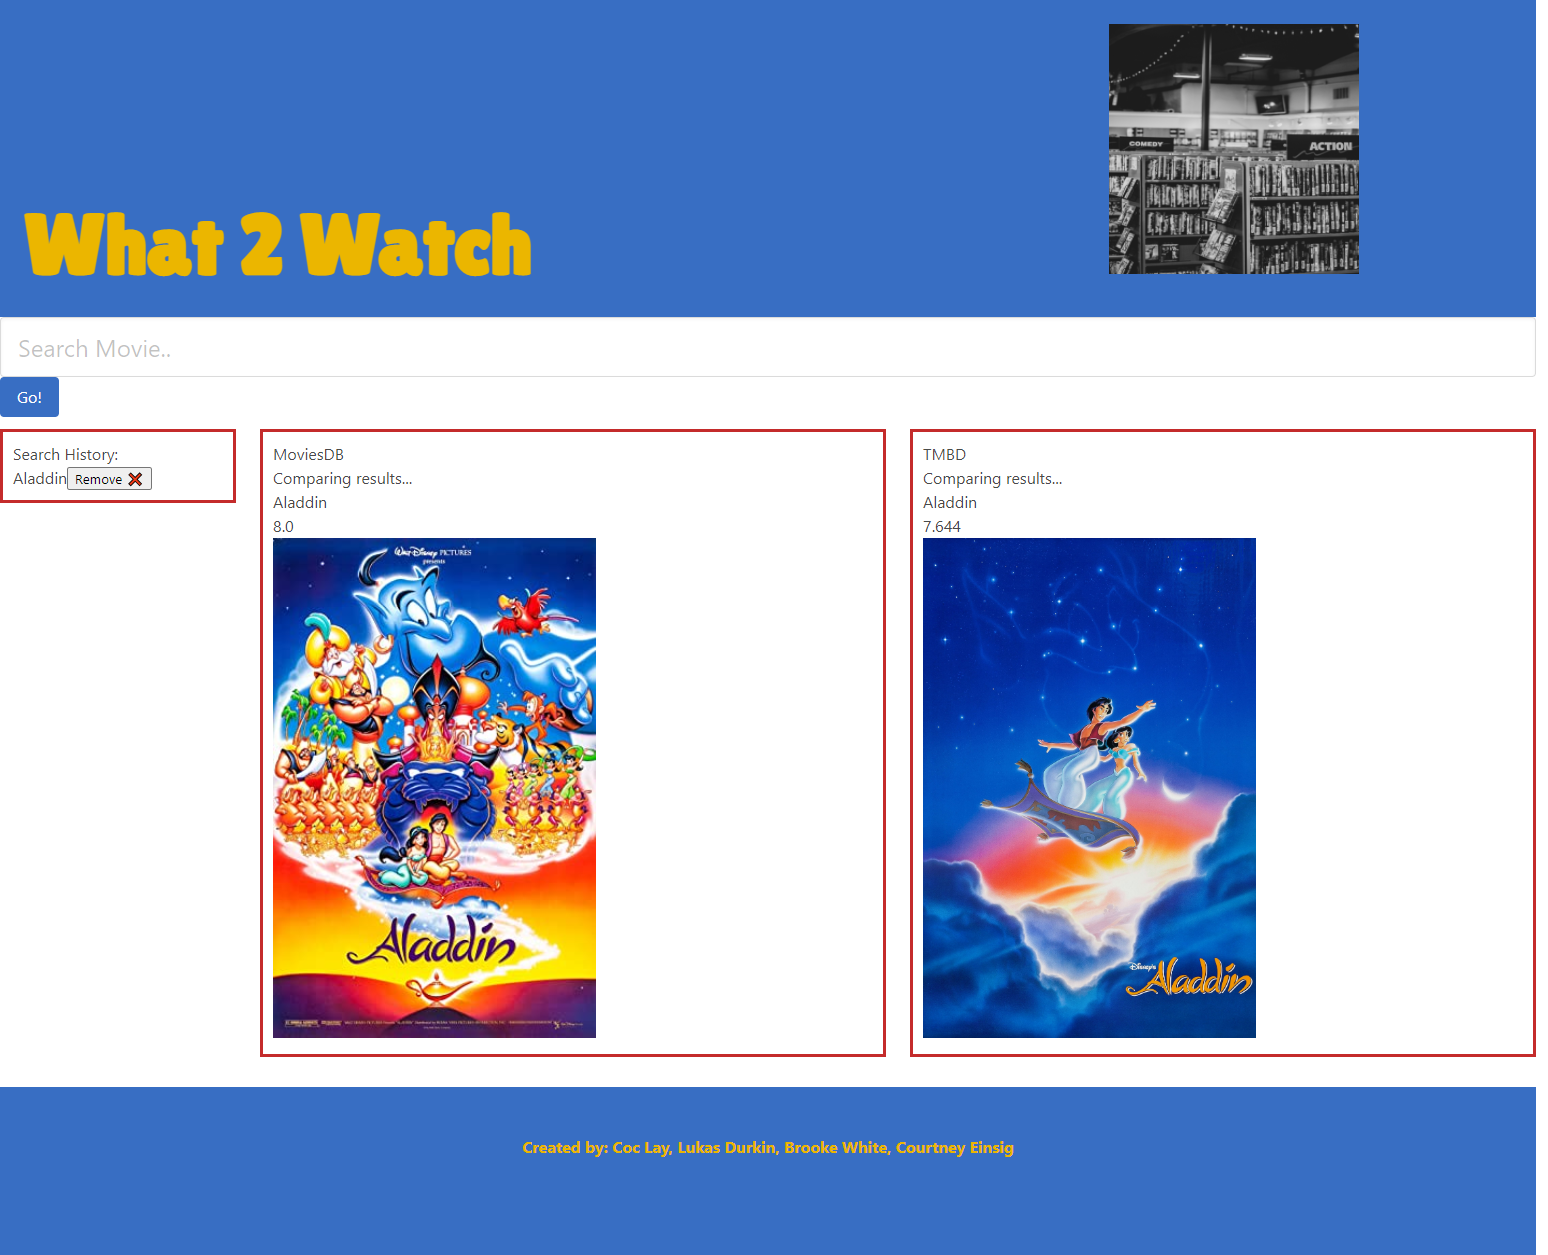 COMEDY
ACTION
What 2 Watch
Search Movie..
Go!
Search History:
Aladdin Remove ❌
MoviesDB
Comparing results...
Aladdin
8.0
WALT DISNEY PICTURES
presents
Aladdin
TMBD
Comparing results...
Aladdin
7.644
DISNEY'S
Aladdin
Created by: Coc Lay, Lukas Durkin, Brooke White, Courtney Einsig